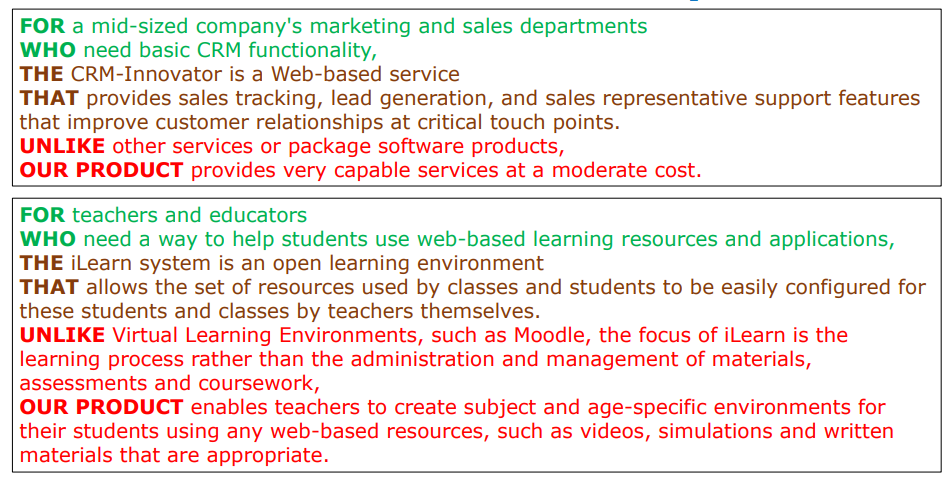 FOR a mid-sized company's marketing and sales departments
WHO need basic CRM functionality,
THE CRM-Innovator is a Web-based service
THAT provides sales tracking, lead generation, and sales representative support features
that improve customer relationships at critical touch points.
UNLIKE other services or package software products,
OUR PRODUCT provides very capable services at a moderate cost.
FOR teachers and educators
WHO need a way to help students use web-based learning resources and applications,
THE iLearn system is an open learning environment
THAT allows the set of resources used by classes and students to be easily configured for
these students and classes by teachers themselves.
UNLIKE Virtual Learning Environments, such as Moodle, the focus of iLearn is the
learning process rather than the administration and management of materials,
assessments and coursework,
OUR PRODUCT enables teachers to create subject and age-specific environments for
their students using any web-based resources, such as videos, simulations and written
materials that are appropriate.